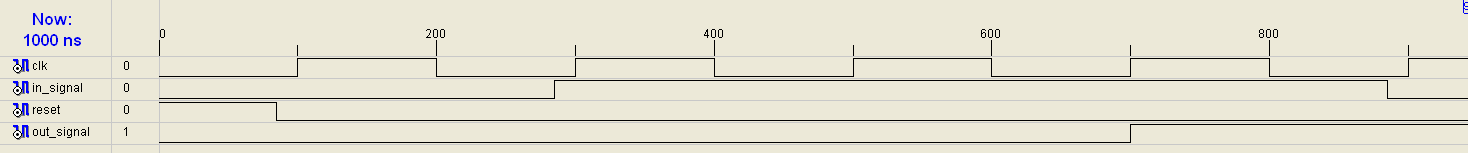 Now:
1000 ns
0 200 400 600 800
clk 0
in_signal 0
reset 0
out_signal 1